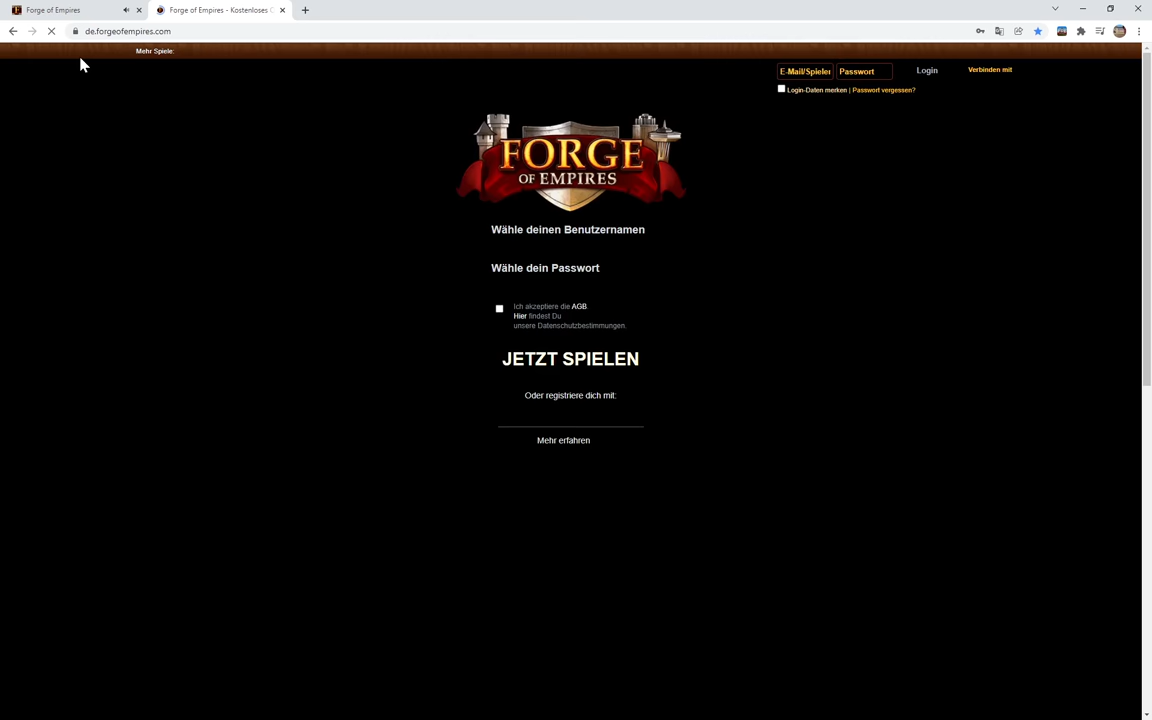 Forge of Empires
Forge of Empires - Kostenloses
de.forgeofempires.com
Mehr Spiele:
E-Mail/Spieler Passwort Login Verbinden mit
Login-Daten merken | Passwort vergessen?
FORGE
OF EMPIRES
Wähle deinen Benutzernamen
Wähle dein Passwort
Ich akzeptiere die AGB
Hier findest Du
unsere Datenschutzbestimmungen.
JETZT SPIELEN
Oder registriere dich mit:
Mehr erfahren